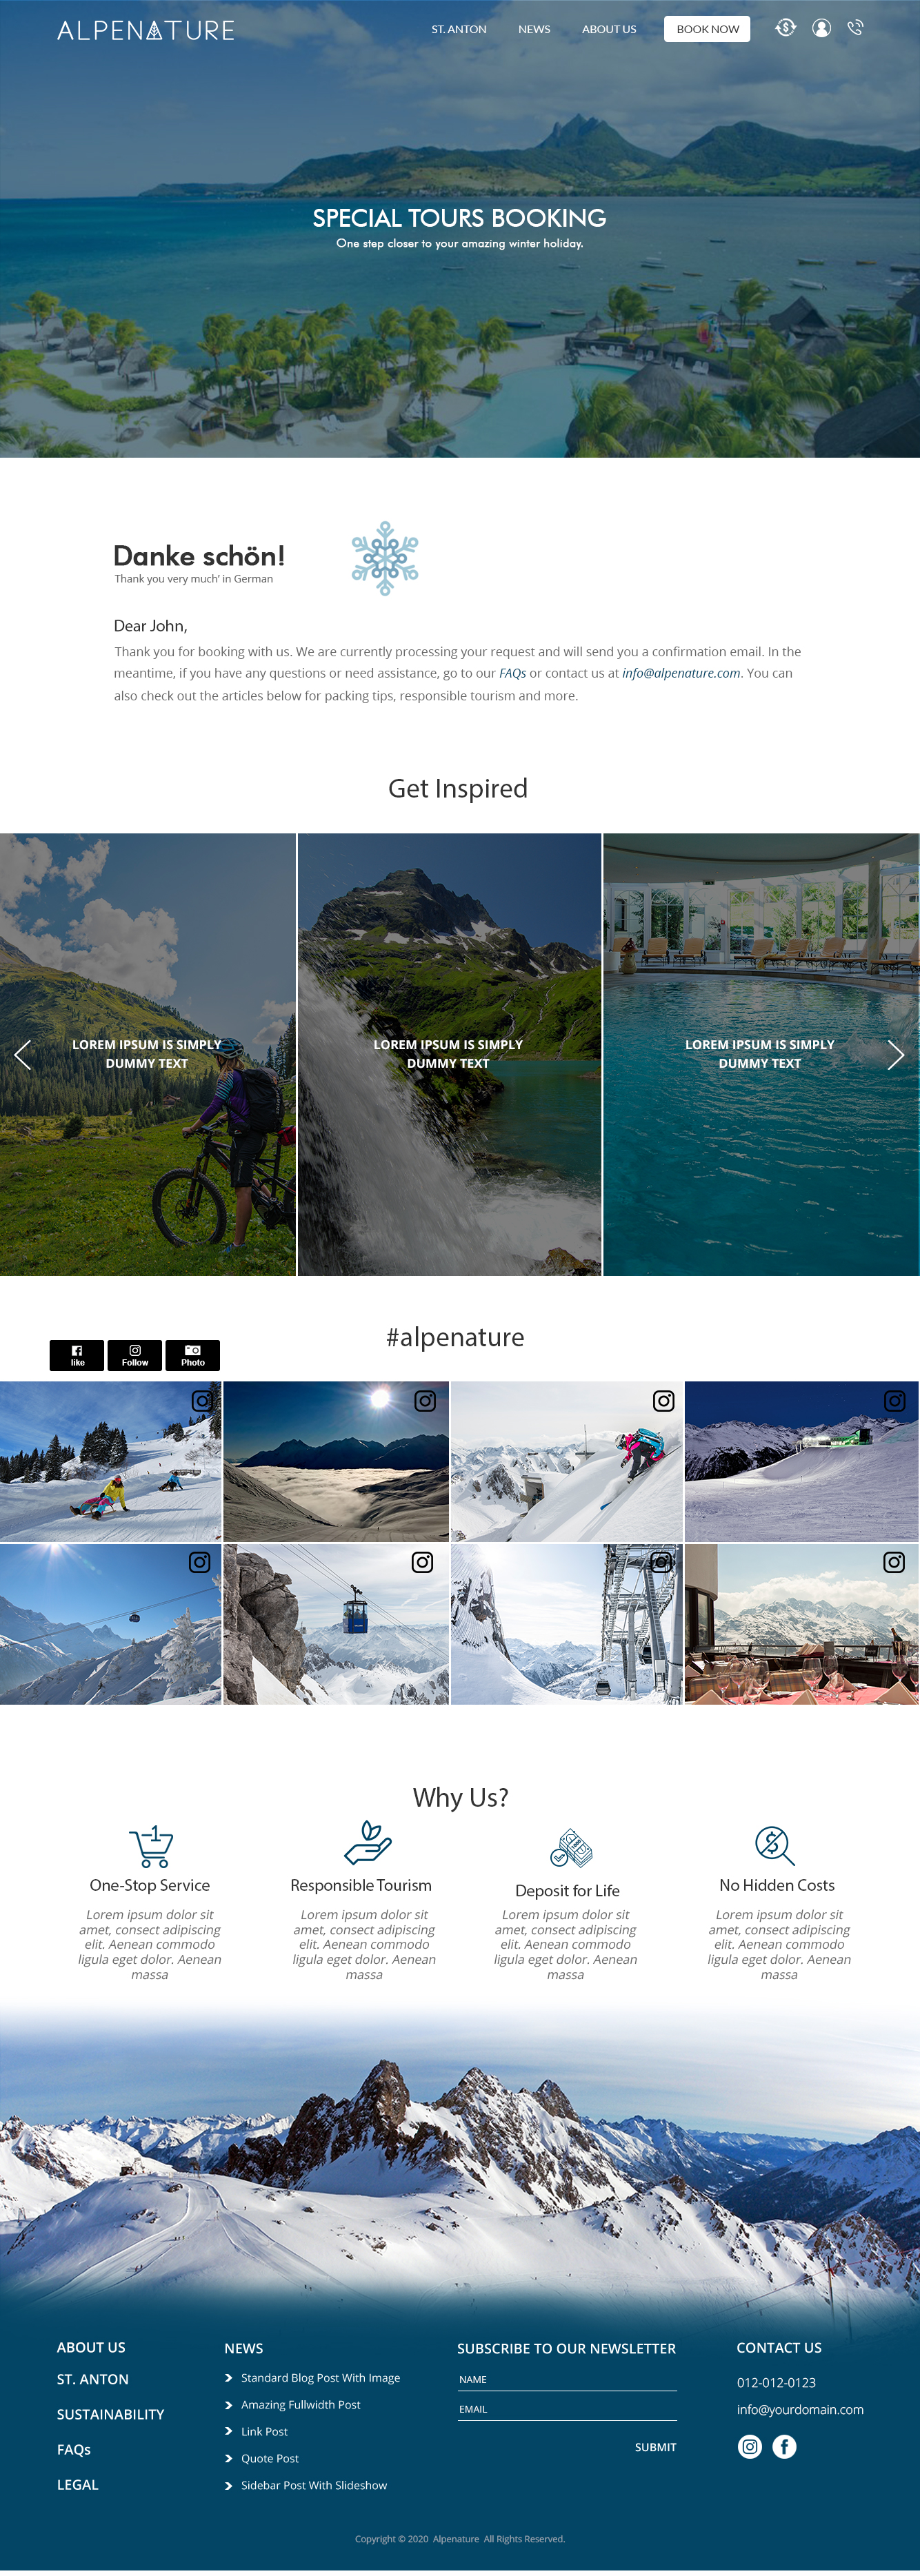 ALPENATURE
ST. ANTON NEWS ABOUT US BOOK NOW
SPECIAL TOURS BOOKING
One step closer to your amazing winter holiday.
Danke schön!
Thank you very much' in German
Dear John,
Thank you for booking with us. We are currently processing your request and will send you a confirmation email. In the
meantime, if you have any questions or need assistance, go to our FAQs or contact us at info@alpenature.com. You can
also check out the articles below for packing tips, responsible tourism and more.
Get Inspired
LOREM IPSUM IS SIMPLY
DUMMY TEXT
LOREM IPSUM IS SIMPLY
DUMMY TEXT
LOREM IPSUM IS SIMPLY
DUMMY TEXT
#alpenature
like Follow Photo
Why Us?
One-Stop Service
Lorem ipsum dolor sit
amet, consect adipiscing
elit. Aenean commodo
ligula eget dolor. Aenean
massa
Responsible Tourism
Lorem ipsum dolor sit
amet, consect adipiscing
elit. Aenean commodo
ligula eget dolor. Aenean
massa
Deposit for Life
Lorem ipsum dolor sit
amet, consect adipiscing
elit. Aenean commodo
ligula eget dolor. Aenean
massa
No Hidden Costs
Lorem ipsum dolor sit
amet, consect adipiscing
elit. Aenean commodo
ligula eget dolor. Aenean
massa
ABOUT US
ST. ANTON
SUSTAINABILITY
FAQs
LEGAL
NEWS
Standard Blog Post With Image
Amazing Fullwidth Post
Link Post
Quote Post
Sidebar Post With Slideshow
SUBSCRIBE TO OUR NEWSLETTER
NAME
EMAIL
SUBMIT
CONTACT US
012-012-0123
info@yourdomain.com
Copyright © 2020 Alpenature All Rights Reserved.